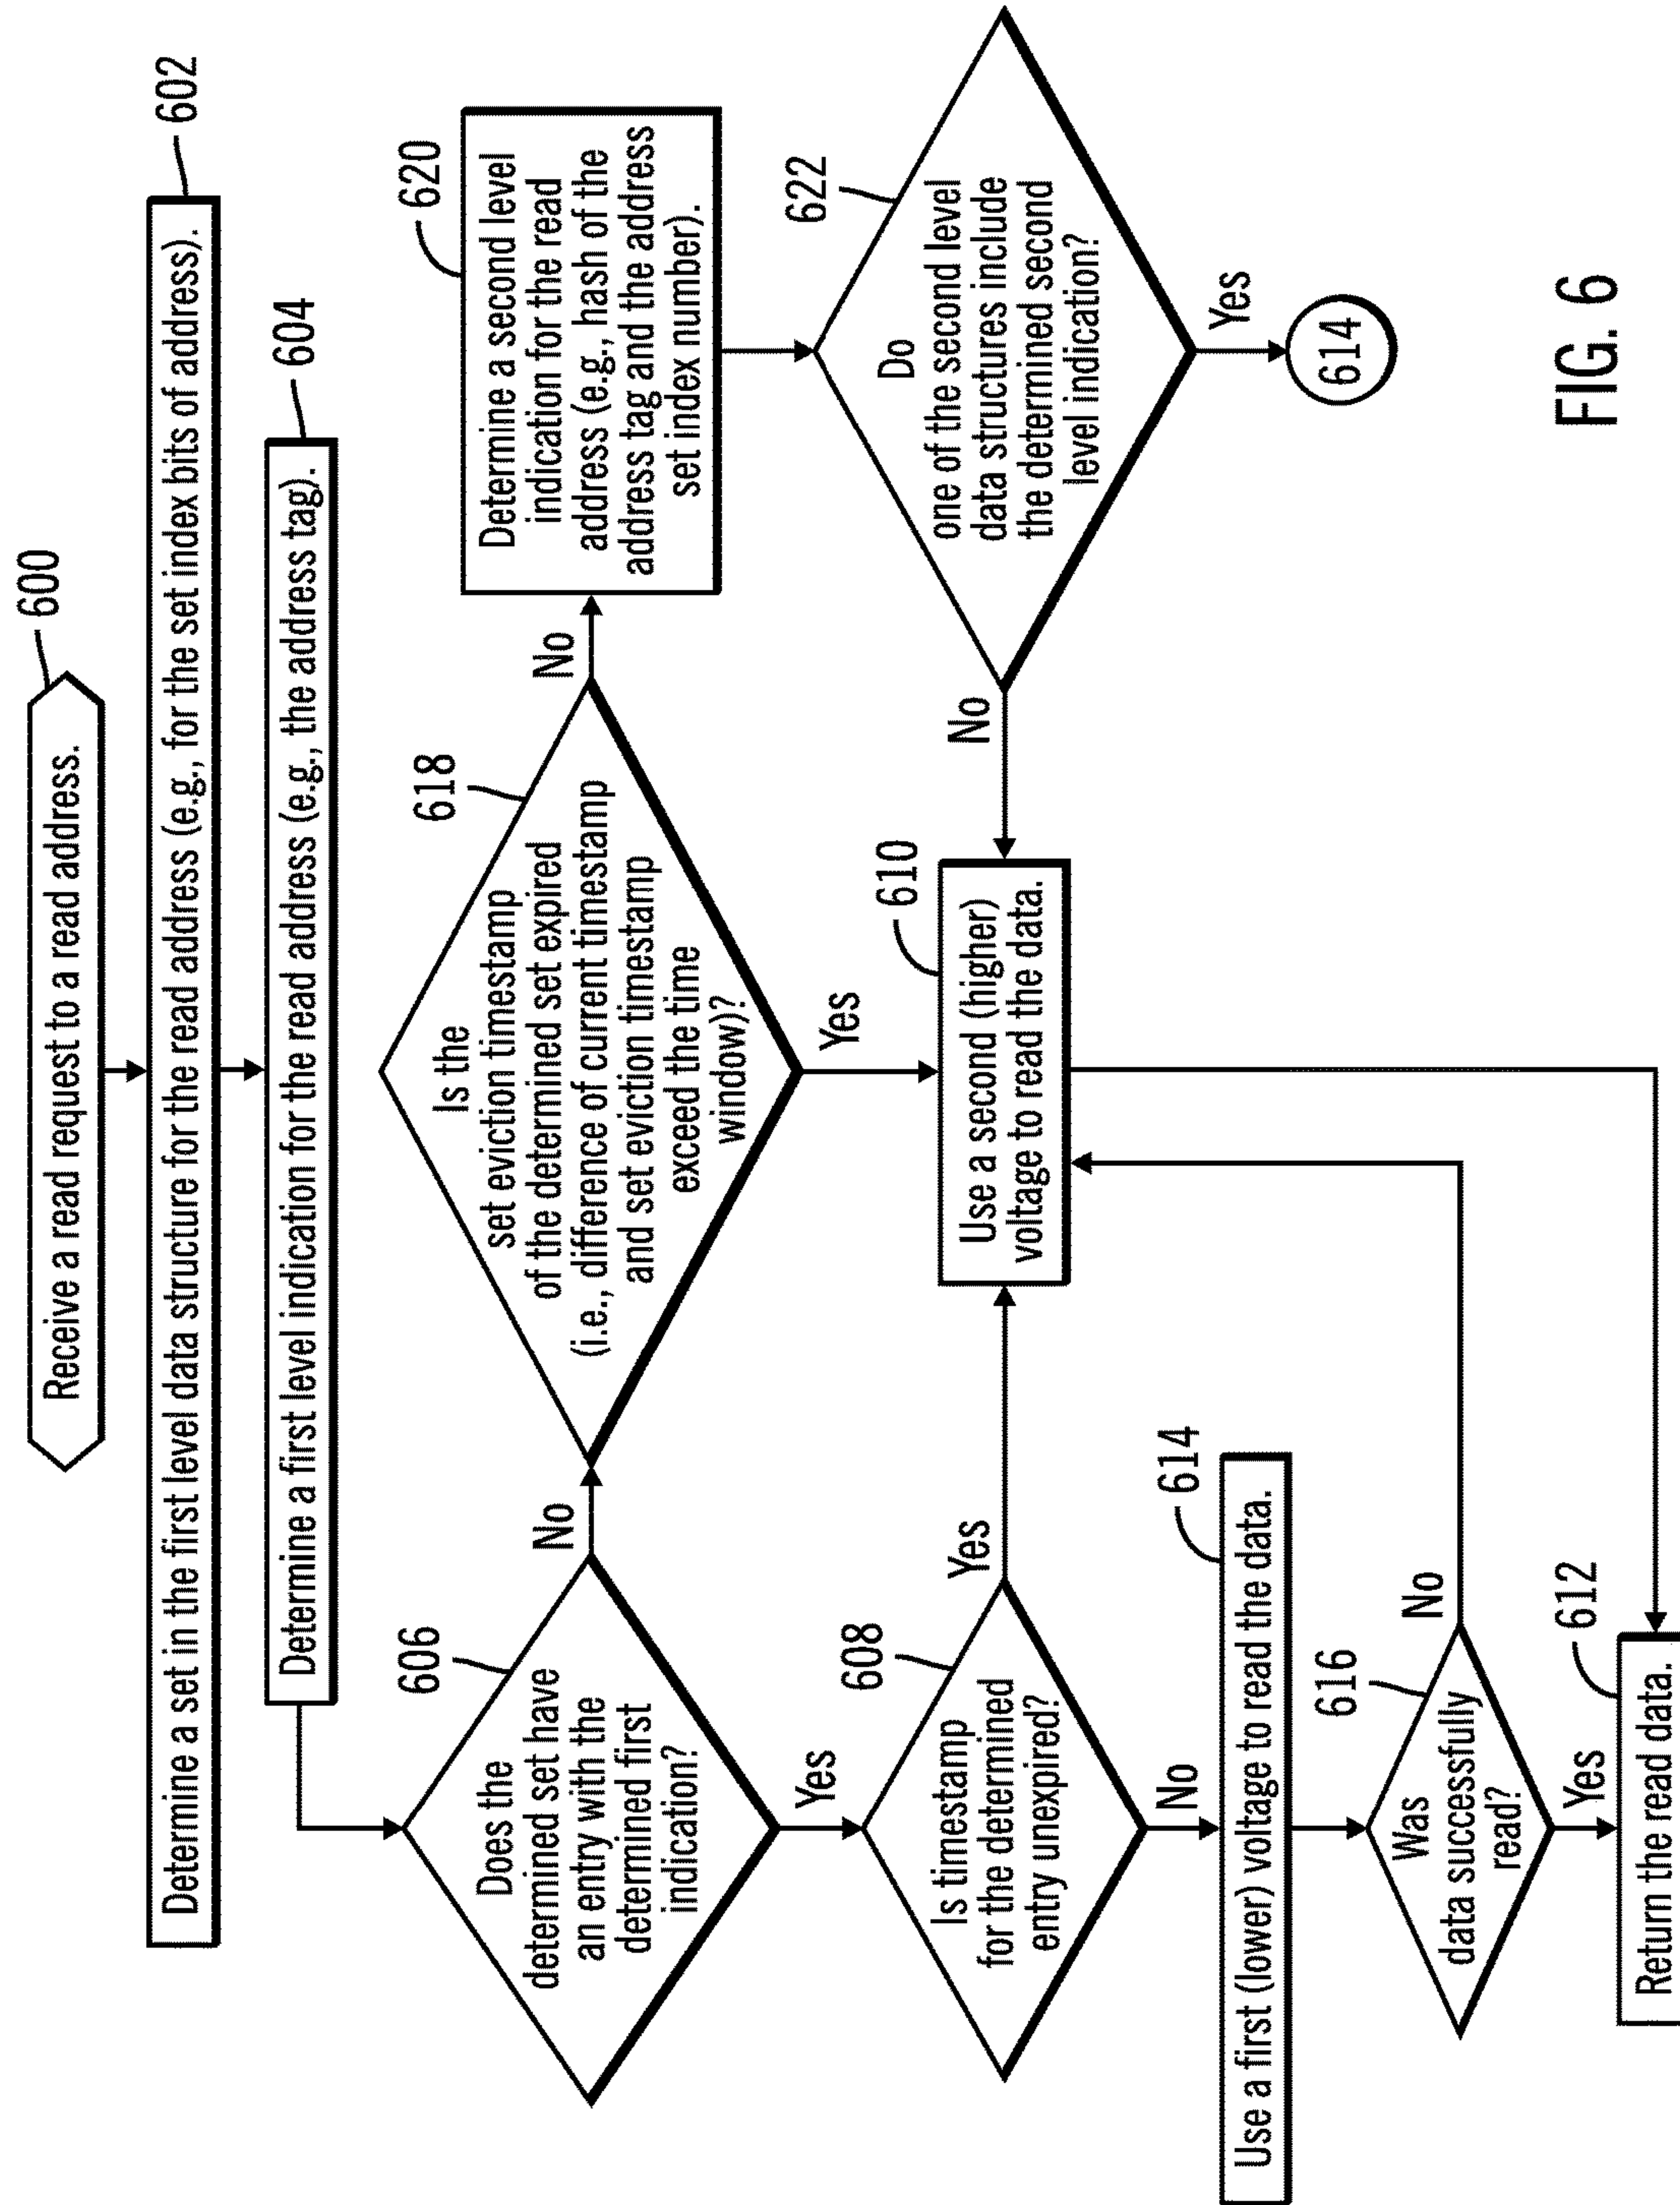 600
Receive a read request to a read address.
602
Determine a set in the first level data structure for the read address (e.g., for the set index bits of address).
604
Determine a first level indication for the read address (e.g., the address tag).
606
Does the
determined set have
an entry with the
determined first
indication?
No
Yes
618
Is the
set eviction timestamp
of the determined set expired
(i.e., difference of current timestamp
and set eviction timestamp
exceed the time
window)?
No
Yes
620
Determine a second level
indication for the read
address (e.g., hash of the
address tag and the address
set index number).
608
Is timestamp
for the determined
entry unexpired?
Yes
No
610
Use a second (higher)
voltage to read the data.
622
Do
one of the second level
data structures include
the determined second
level indication?
No
Yes
614
614
Use a first (lower) voltage to read the data.
616
Was
data successfully
read?
No
Yes
612
Return the read data.
FIG. 6